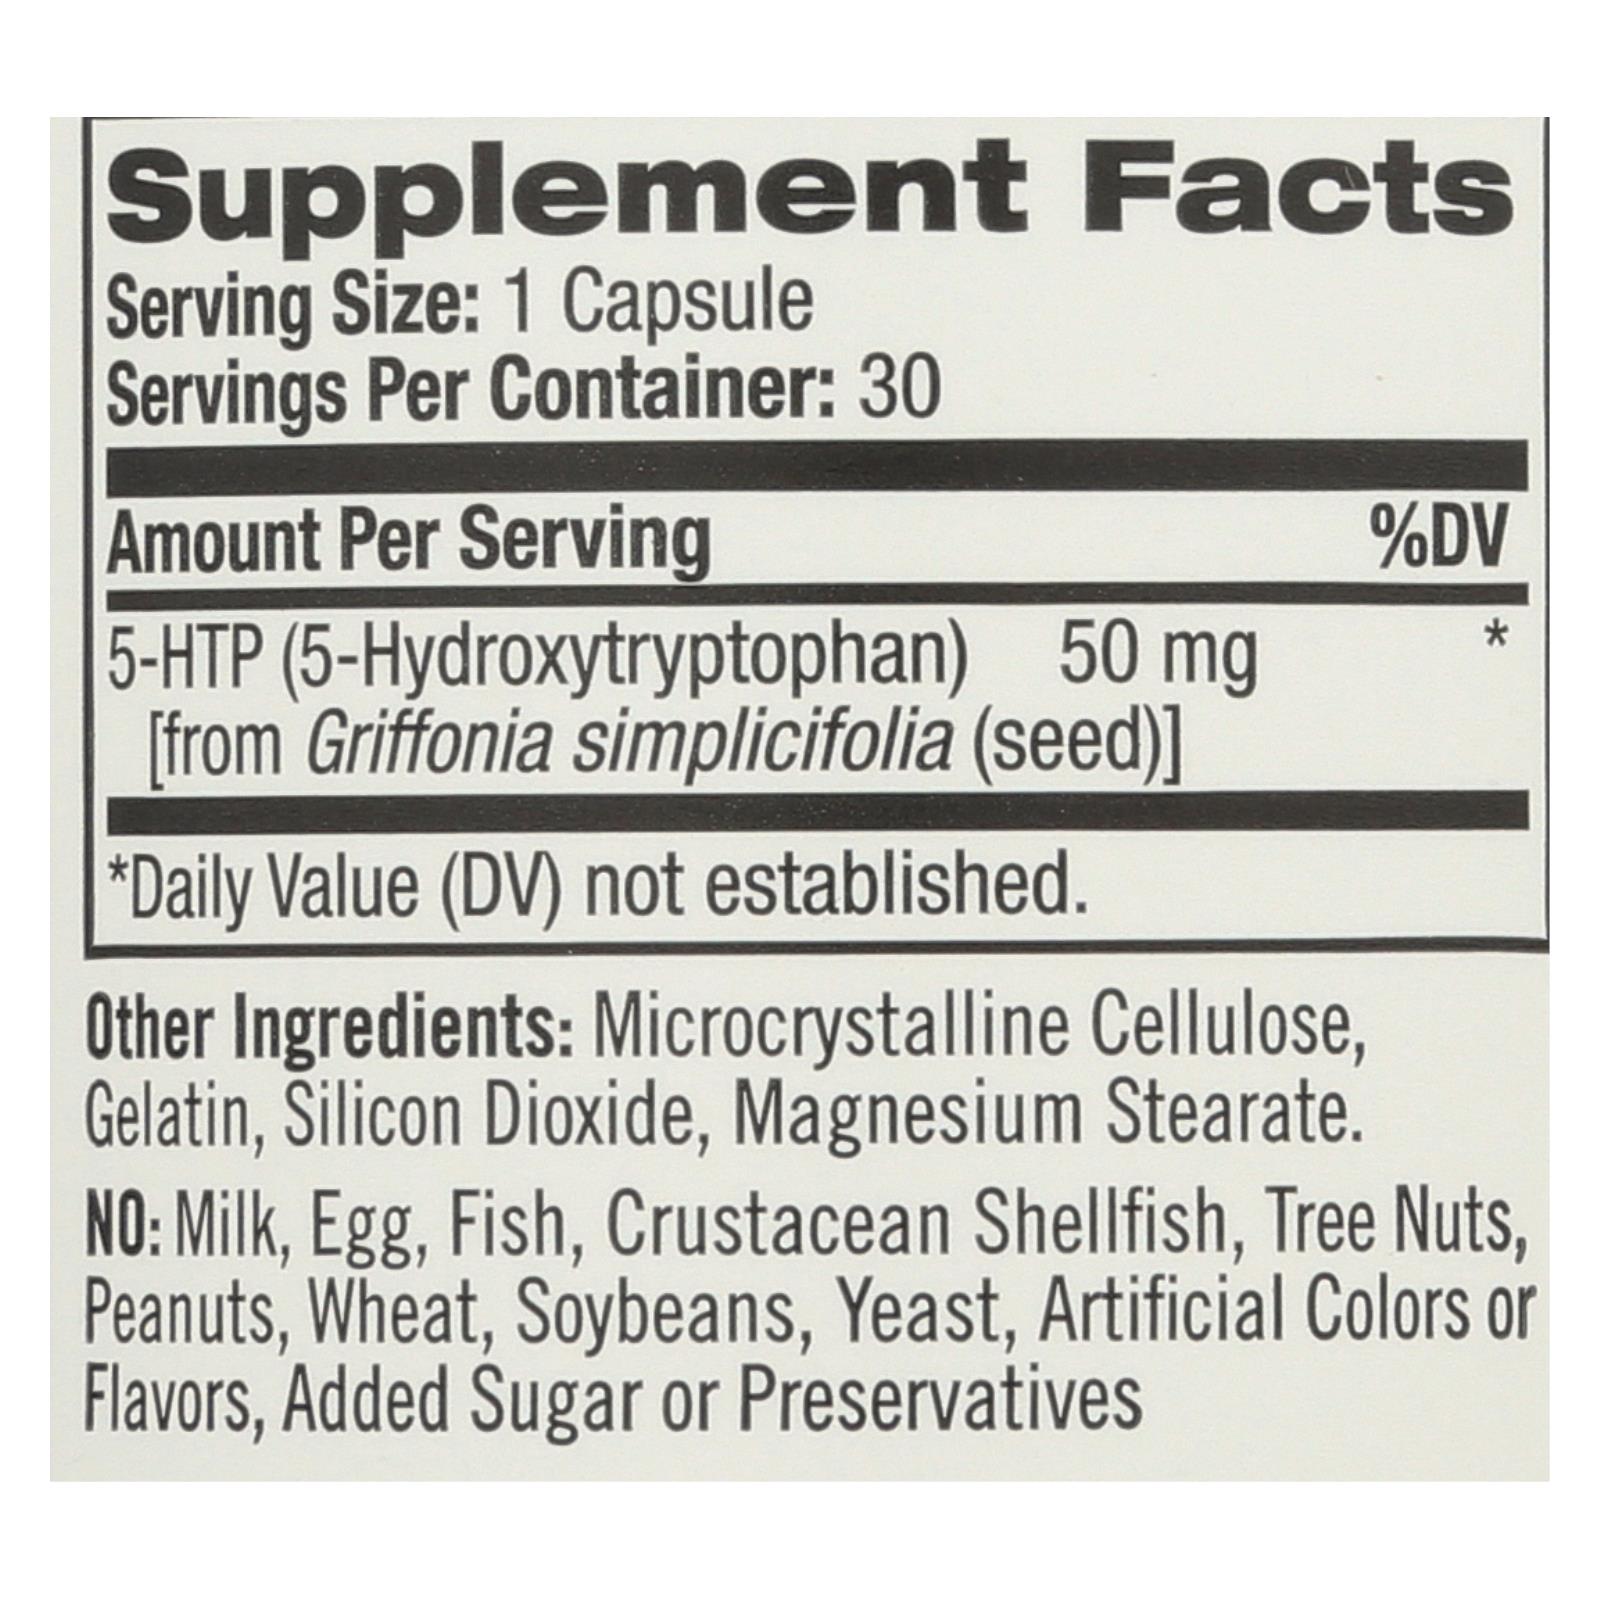 Supplement Facts
Serving Size: 1 Capsule
Servings Per Container: 30
Amount Per Serving %DV
5-HTP (5-Hydroxytryptophan) 50 mg *
[from Griffonia simplicifolia (seed)]
*Daily Value (DV) not established.
Other Ingredients: Microcrystalline Cellulose,
Gelatin, Silicon Dioxide, Magnesium Stearate.
NO: Milk, Egg, Fish, Crustacean Shellfish, Tree Nuts,
Peanuts, Wheat, Soybeans, Yeast, Artificial Colors or
Flavors, Added Sugar or Preservatives